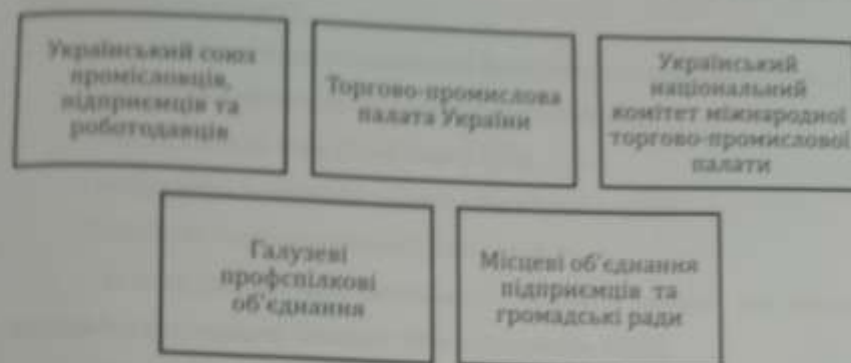 Український союз
промісловців,
підприємців та
роботодавців
Торгово-промислова
палата України
Український
національний
комітет міжнародної
торгово-промислової
палати
Галузеві
профспілкові
об'єднання
Місцеві об'єднання
підприємців та
громадські ради